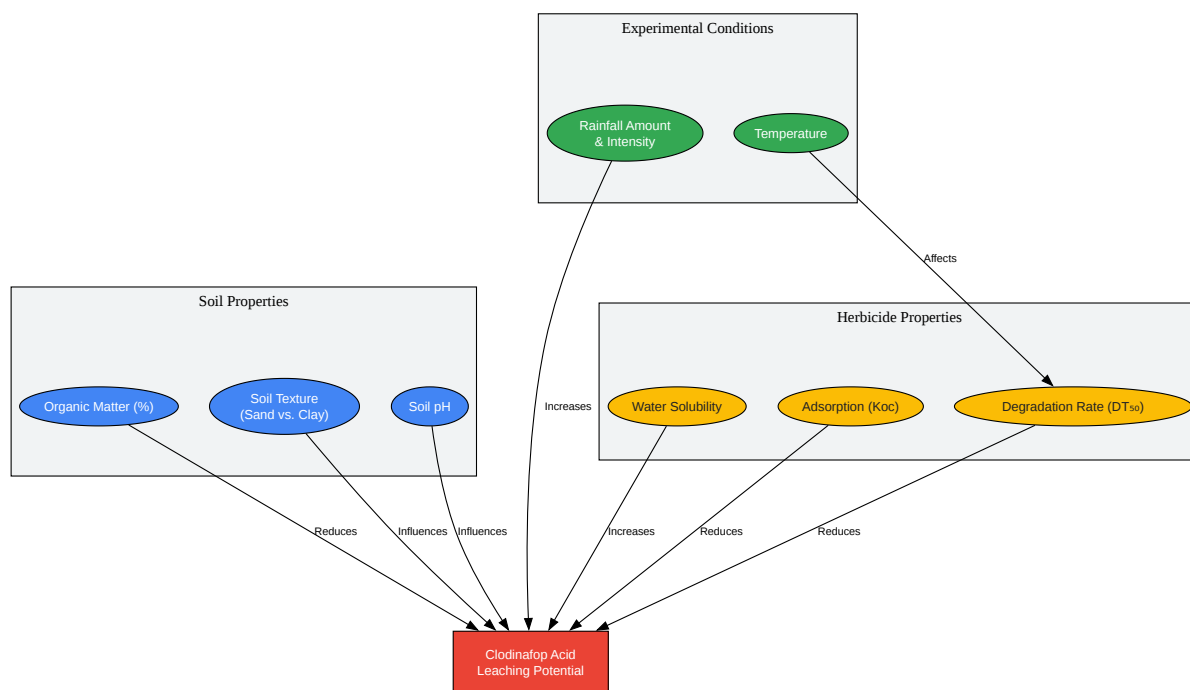 Experimental Conditions
Rainfall Amount
& Intensity
Temperature
Affects
Soil Properties
Organic Matter (%)
Soil Texture
(Sand vs. Clay)
Soil pH
Herbicide Properties
Water Solubility
Adsorption (Koc)
Degradation Rate (DT₅₀)
Increases
Reduces
Influences
Influences
Increases
Reduces
Reduces
Clodinafop Acid
Leaching Potential